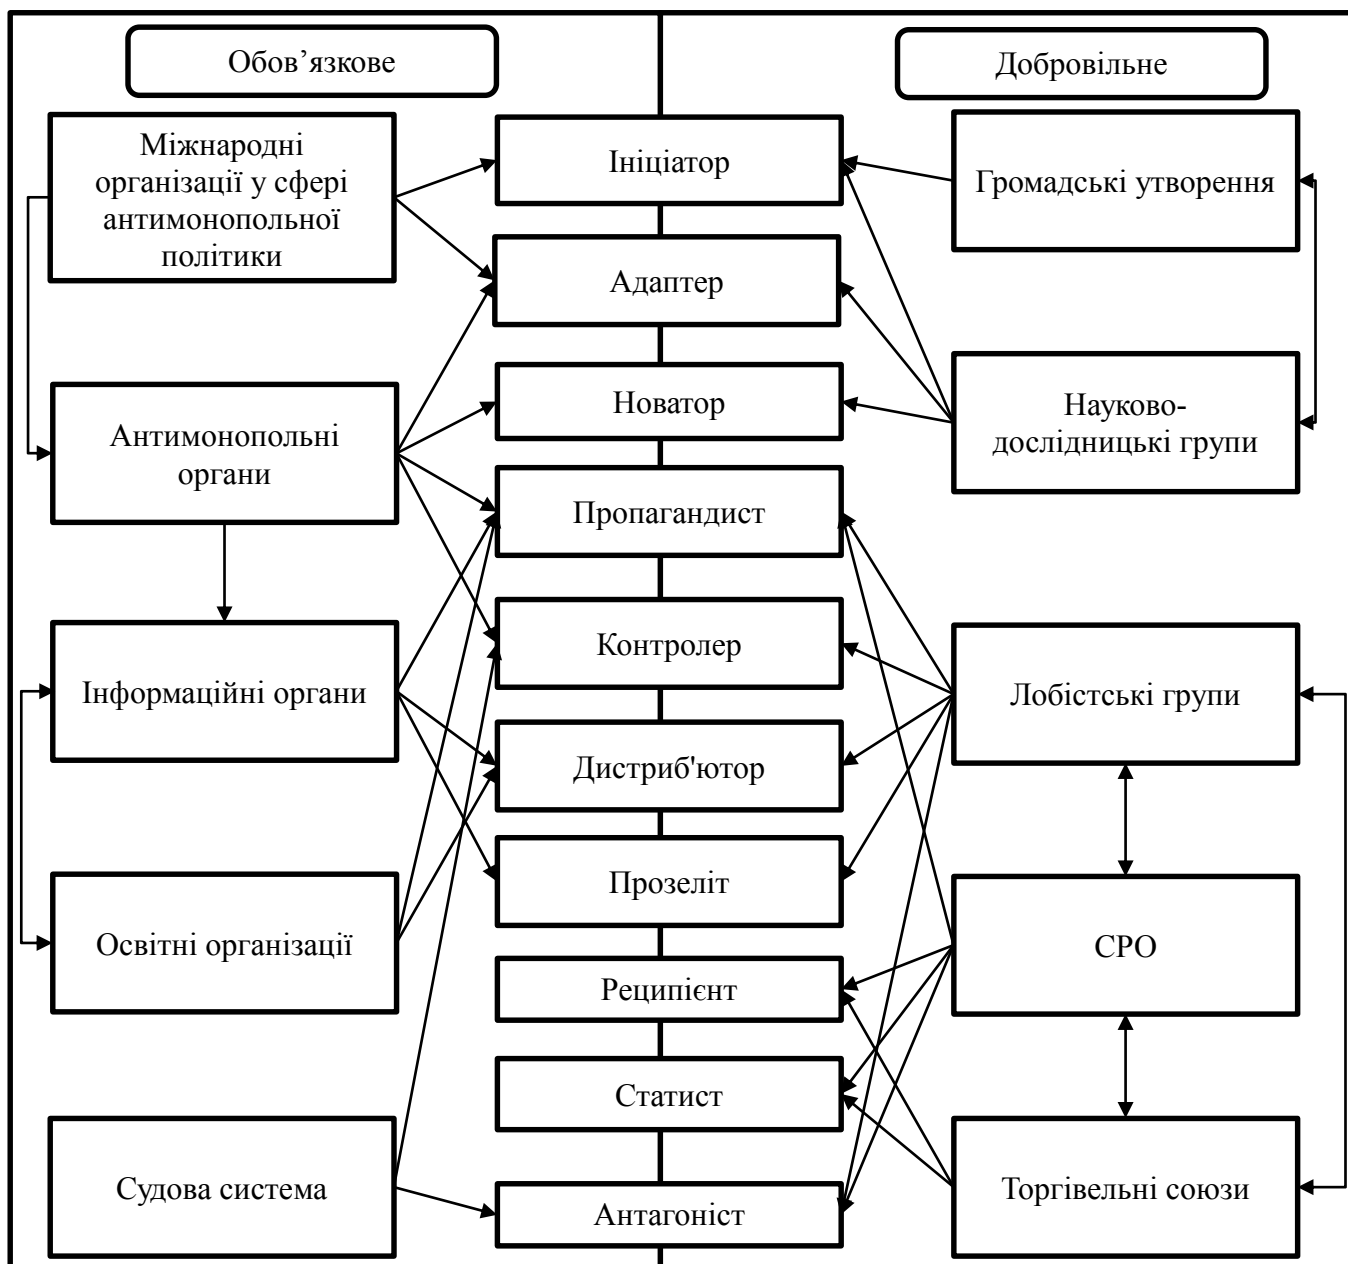 Обов’язкове
Добровільне
Міжнародні
організації у сфері
антимонопольної
політики
Ініціатор
Громадські утворення
Адаптер
Антимонопольні
органи
Новатор
Науково-
дослідницькі групи
Пропагандист
Інформаційні органи
Контролер
Лобістські групи
Дистриб'ютор
Прозеліт
Освітні організації
СРО
Реципієнт
Статист
Судова система
Торгівельні союзи
Антагоніст